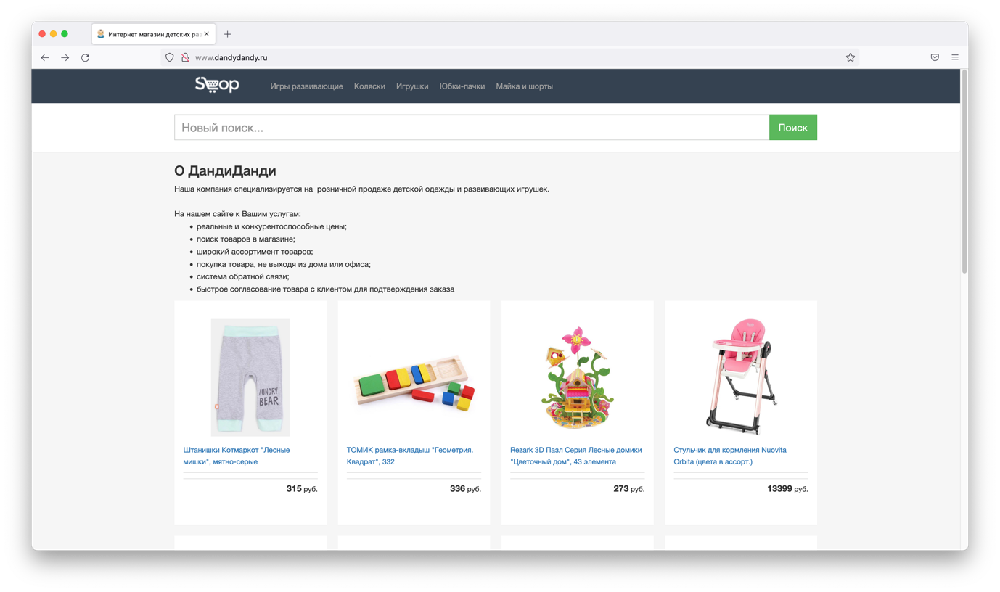 Интернет магазин детских раз
www.dandydandy.ru
Shop
Игры развивающие Коляски Игрушки Юбки-пачки Майка и шорты
Новый поиск...
Поиск
О ДандиДанди
Наша компания специализируется на розничной продаже детской одежды и развивающих игрушек.
На нашем сайте к Вашим услугам:
реальные и конкурентоспособные цены;
поиск товаров в магазине;
широкий ассортимент товаров;
покупка товара, не выходя из дома или офиса;
система обратной связи;
быстрое согласование товара с клиентом для подтверждения заказа
HUNGRY
BEAR
Штанишки Котмаркот "Лесные
мишки", мятно-серые
315 руб.
ТОМИК рамка-вкладыш "Геометрия.
Квадрат", 332
336 руб.
Rezark 3D Пазл Серия Лесные домики
"Цветочный дом", 43 элемента
273 руб.
Стульчик для кормления Nuovita
Orbita (цвета в ассорт.)
13399 руб.